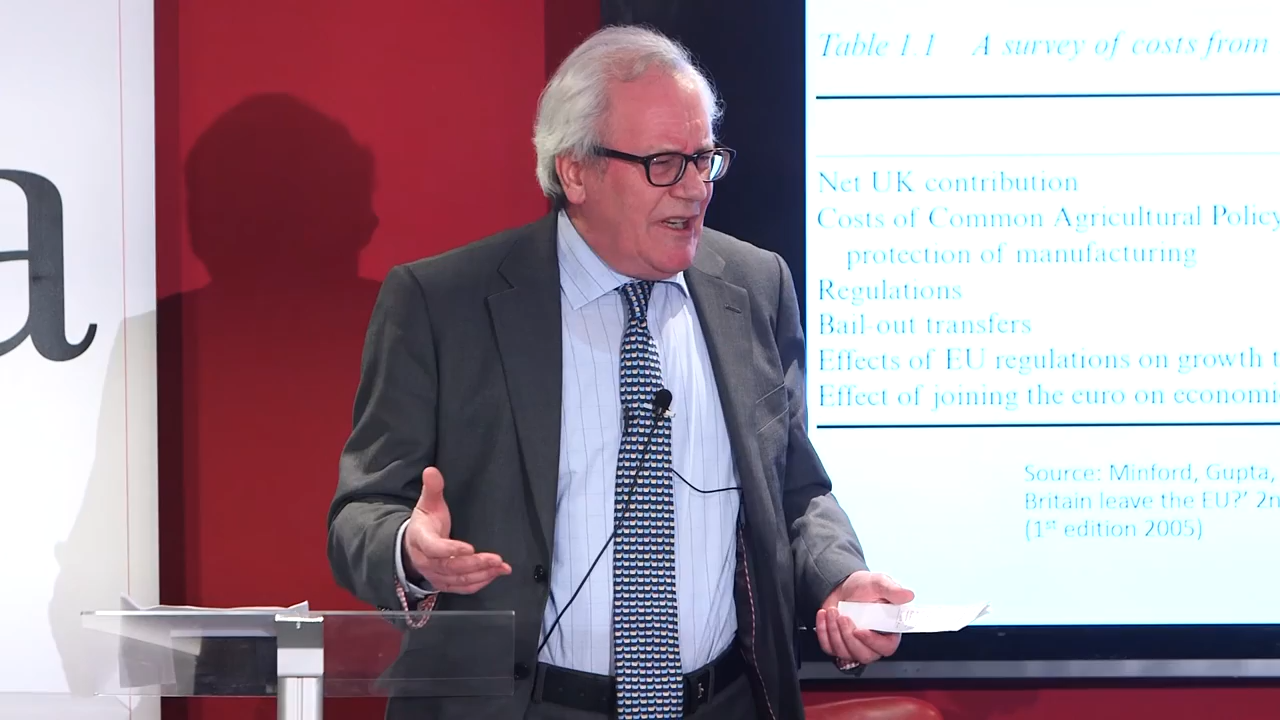 a
Table 1.1 A survey of costs from
Net UK contribution
Costs of Common Agricultural Policy
protection of manufacturing
Regulations
Bail-out transfers
Effects of EU regulations on growth t
Effect of joining the euro on economi
Source: Minford, Gupta,
Britain leave the EU?’ 2n
(1st edition 2005)